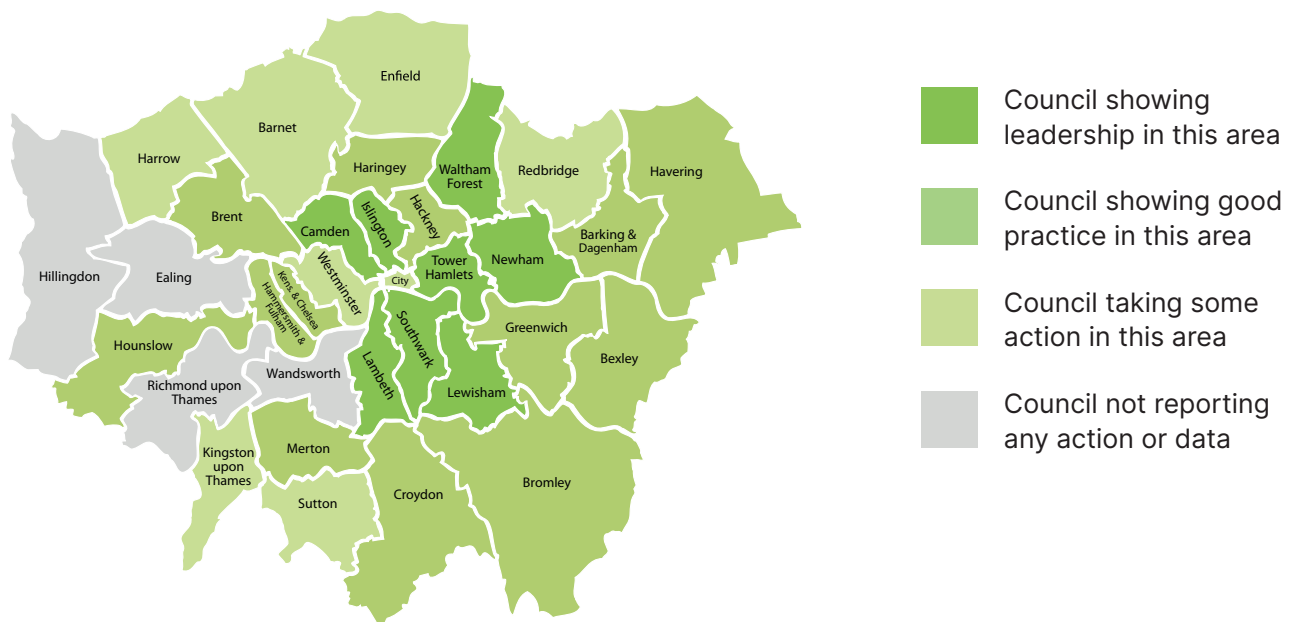 Enfield
Barnet
Harrow
Haringey
Waltham
Forest
Redbridge
Havering
Brent
Camden
Islington
Hackney
Barking &
Dagenham
Hillingdon
Ealing
Kens. & Chelsea
Hammersmith &
Fulham
Westminster
City
Tower
Hamlets
Newham
Hounslow
Richmond upon
Thames
Wandsworth
Lambeth
Southwark
Lewisham
Greenwich
Bexley
Kingston
upon
Thames
Merton
Sutton
Croydon
Bromley
Council showing
leadership in this area
Council showing good
practice in this area
Council taking some
action in this area
Council not reporting
any action or data